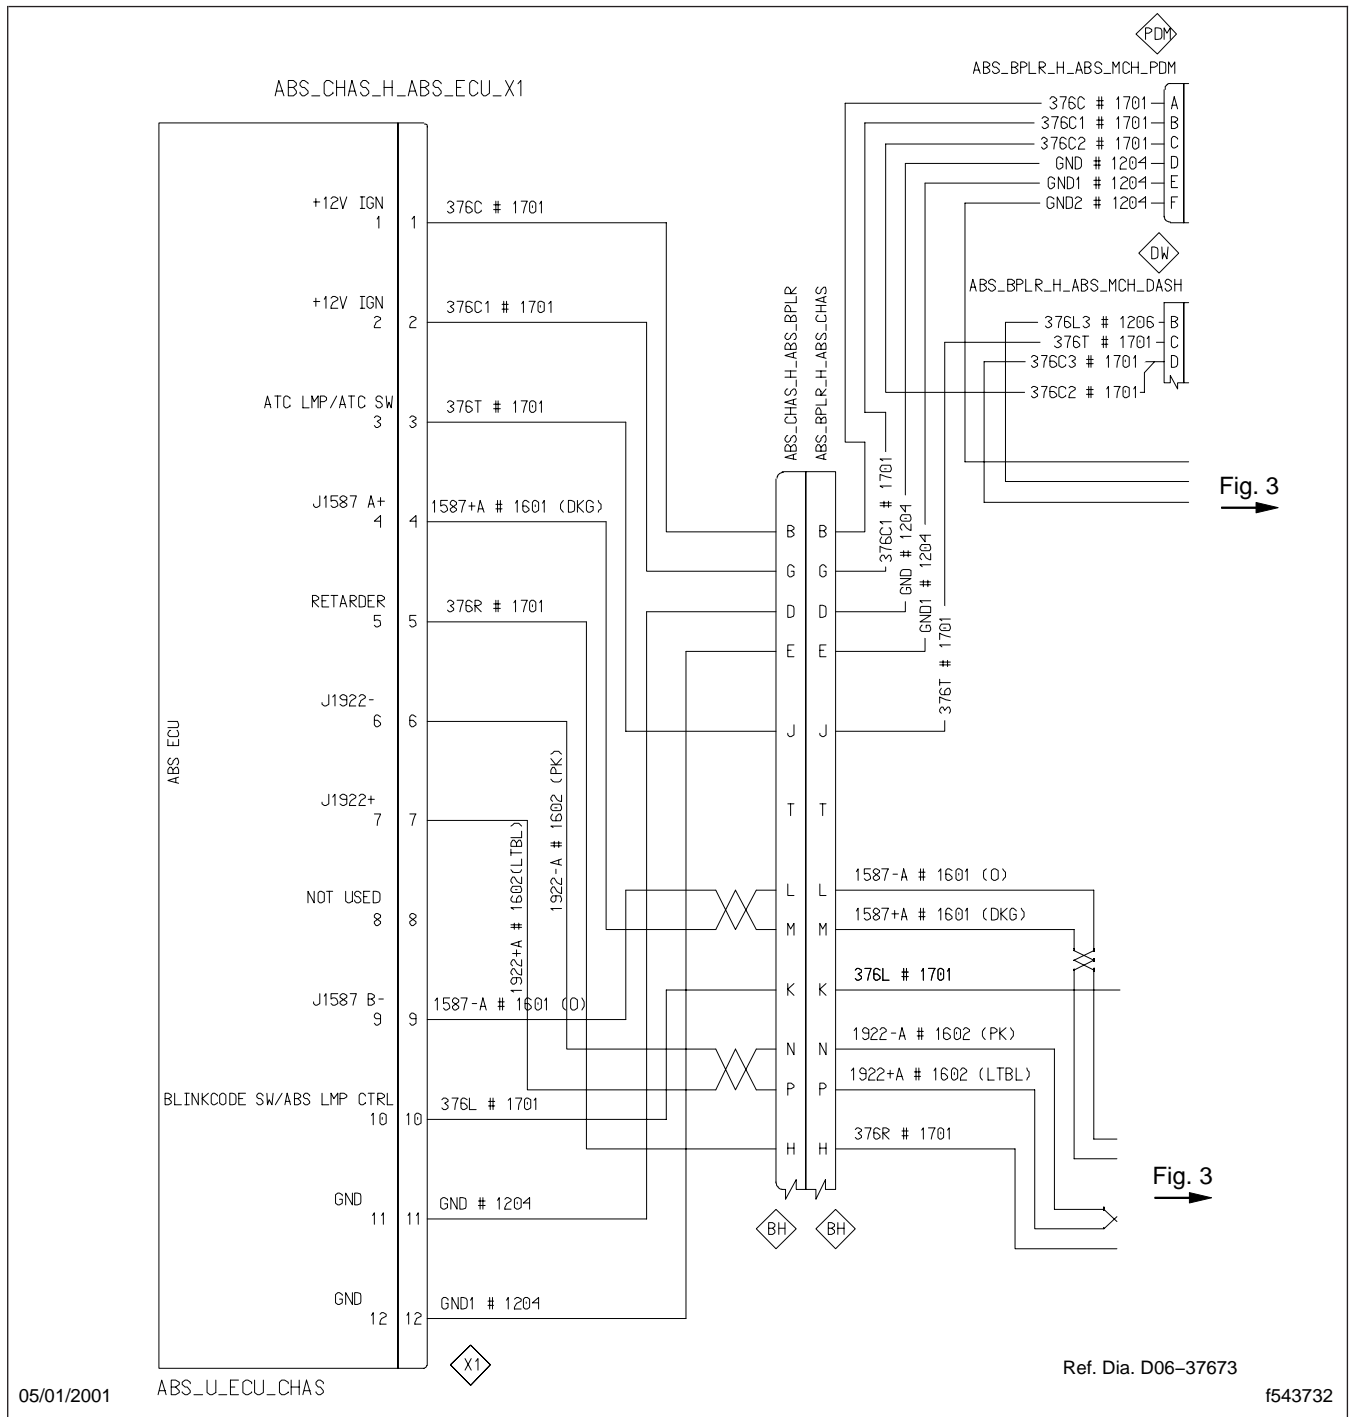 PDM
ABS_BPLR_H_ABS_MCH_PDM
376C # 1701 A
376C1 # 1701 B
376C2 # 1701 C
GND # 1204 D
GND1 # 1204 E
GND2 # 1204 F
DW
ABS_BPLR_H_ABS_MCH_DASH
376L3 # 1206 B
376T # 1701 C
376C3 # 1701 D
376C2 # 1701
Fig. 3
ABS_CHAS_H_ABS_ECU_X1
+12V IGN
1 1 376C # 1701
+12V IGN
2 2 376C1 # 1701
ATC LMP/ATC SW
3 3 376T # 1701
J1587 A+
4 4 1587+A # 1601 (DKG)
RETARDER
5 5 376R # 1701
J1922-
6 6
1922-A # 1602 (PK)
J1922+
7 7
1922+A # 1602(LTBL)
NOT USED
8 8
J1587 B-
9 9 1587-A # 1601 (O)
BLINKCODE SW/ABS LMP CTRL
10 10 376L # 1701
GND
11 11 GND # 1204
GND
12 12 GND1 # 1204
ABS ECU
X1
ABS_U_ECU_CHAS
ABS_CHAS_H_ABS_BPLR
ABS_BPLR_H_ABS_CHAS
B B
G G
D D
E E
J J
T T
L L
M M
K K
N N
P P
H H
BH BH
376C1 # 1701
GND # 1204
GND1 # 1204
376T # 1701
1587-A # 1601 (O)
1587+A # 1601 (DKG)
376L # 1701
1922-A # 1602 (PK)
1922+A # 1602 (LTBL)
376R # 1701
Fig. 3
Ref. Dia. D06–37673
05/01/2001
f543732